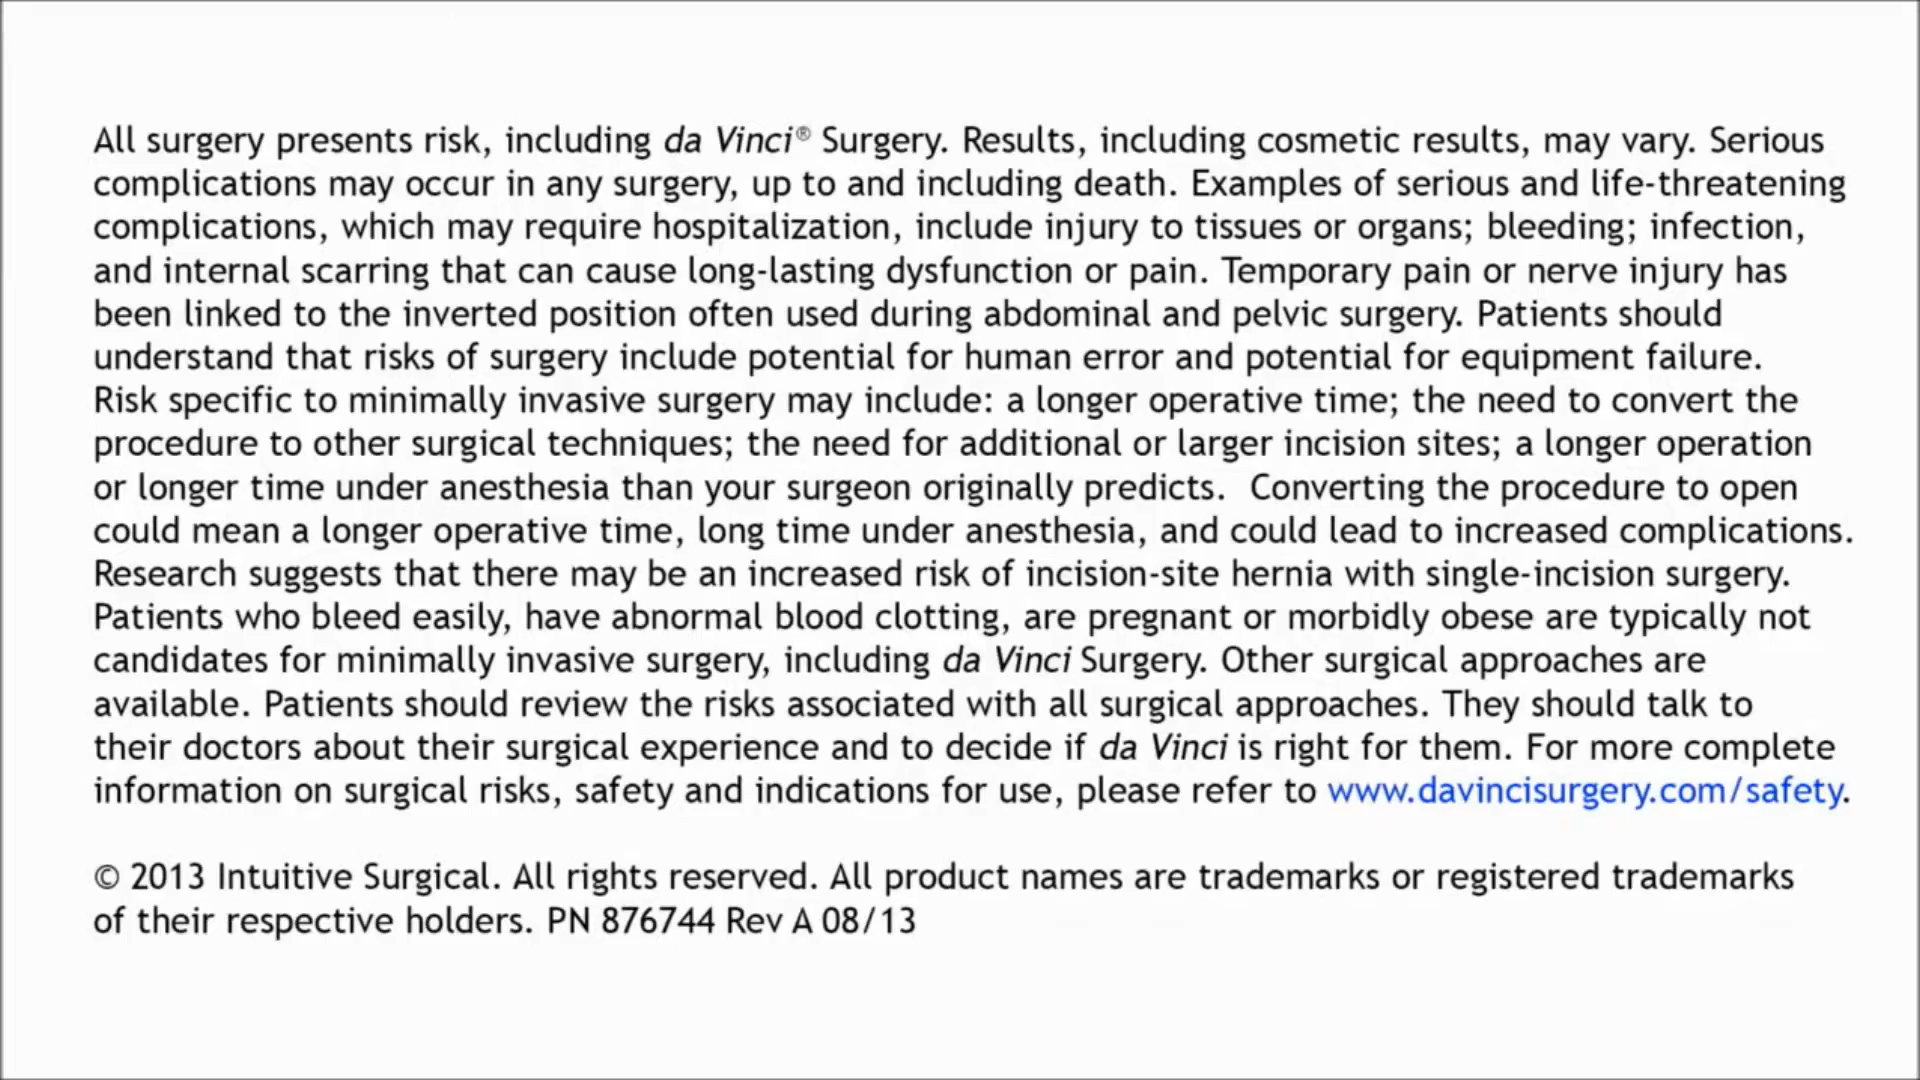 All surgery presents risk, including da Vinci® Surgery. Results, including cosmetic results, may vary. Serious
complications may occur in any surgery, up to and including death. Examples of serious and life-threatening
complications, which may require hospitalization, include injury to tissues or organs; bleeding; infection,
and internal scarring that can cause long-lasting dysfunction or pain. Temporary pain or nerve injury has
been linked to the inverted position often used during abdominal and pelvic surgery. Patients should
understand that risks of surgery include potential for human error and potential for equipment failure.
Risk specific to minimally invasive surgery may include: a longer operative time; the need to convert the
procedure to other surgical techniques; the need for additional or larger incision sites; a longer operation
or longer time under anesthesia than your surgeon originally predicts.  Converting the procedure to open
could mean a longer operative time, long time under anesthesia, and could lead to increased complications.
Research suggests that there may be an increased risk of incision-site hernia with single-incision surgery.
Patients who bleed easily, have abnormal blood clotting, are pregnant or morbidly obese are typically not
candidates for minimally invasive surgery, including da Vinci Surgery. Other surgical approaches are
available. Patients should review the risks associated with all surgical approaches. They should talk to
their doctors about their surgical experience and to decide if da Vinci is right for them. For more complete
information on surgical risks, safety and indications for use, please refer to www.davincisurgery.com/safety.
© 2013 Intuitive Surgical. All rights reserved. All product names are trademarks or registered trademarks
of their respective holders. PN 876744 Rev A 08/13